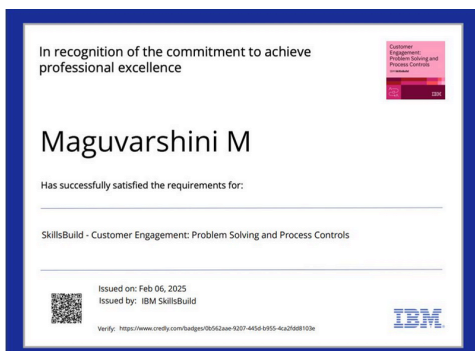 In recognition of the commitment to achieve
professional excellence
Customer
Engagement:
Problem Solving and
Process Controls
IBM
Maguvarshini M
Has successfully satisfied the requirements for:
SkillsBuild - Customer Engagement: Problem Solving and Process Controls
Issued on: Feb 06, 2025
Issued by: IBM SkillsBuild
Verify: https://www.credly.com/badges/0b562aae-9207-445d-b955-4ca2fdd8103e
IBM